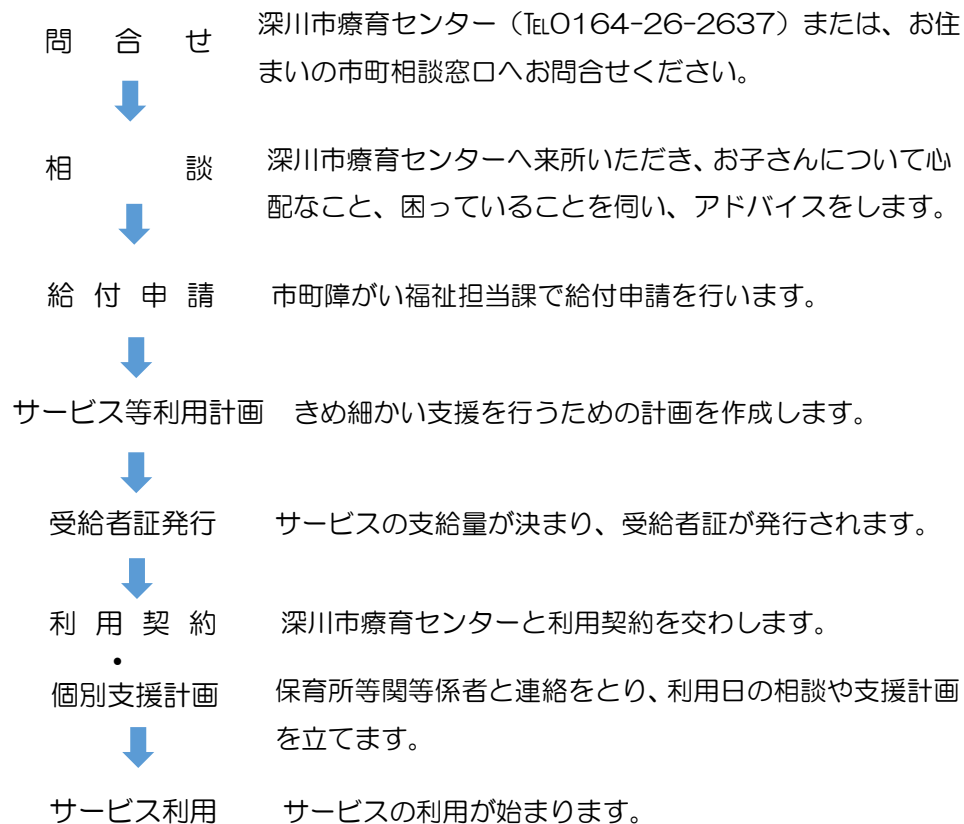 問合せ 深川市療育センター（℡0164-26-2637）または、お住
まいの市町相談窓口へお問合せください。
相談 深川市療育センターへ来所いただき、お子さんについて心
配なこと、困っていることを伺い、アドバイスをします。
給付申請 市町障がい福祉担当課で給付申請を行います。
サービス等利用計画 きめ細かい支援を行うための計画を作成します。
受給者証発行 サービスの支給量が決まり、受給者証が発行されます。
利用契約 深川市療育センターと利用契約を交わします。
・
個別支援計画 保育所等関等係者と連絡をとり、利用日の相談や支援計画
を立てます。
サービス利用 サービスの利用が始まります。